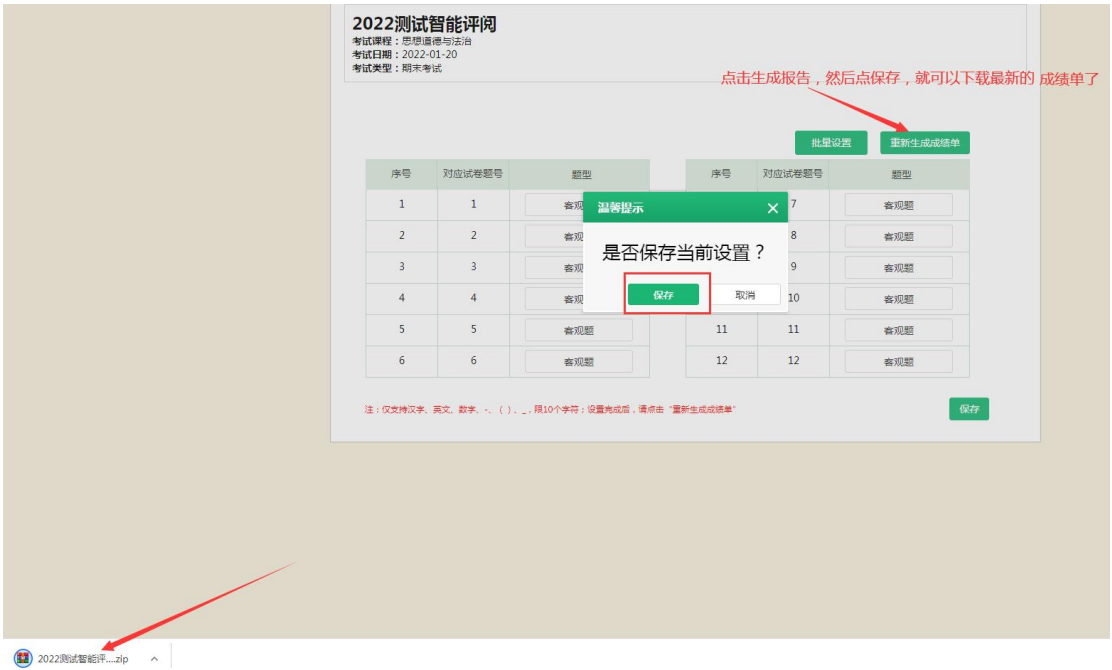 2022测试智能评阅
考试课程：思想道德与法治
考试日期：2022-01-20
考试类型：期末考试
点击生成报告，然后点保存，就可以下载最新的 成绩单了
批量设置 重新生成成绩单
序号 对应试卷题号 题型 序号 对应试卷题号 题型
1 1 客观 7 客观题
2 2 客观 8 客观题
3 3 客观 9 客观题
4 4 客观 10 客观题
5 5 客观题 11 11 客观题
6 6 客观题 12 12 客观题
温馨提示
是否保存当前设置？
保存 取消
注：仅支持汉字、英文、数字、-、（）、_，限10个字符；设置完成后，请点击“重新生成成绩单”
保存
2022测试智能评....zip